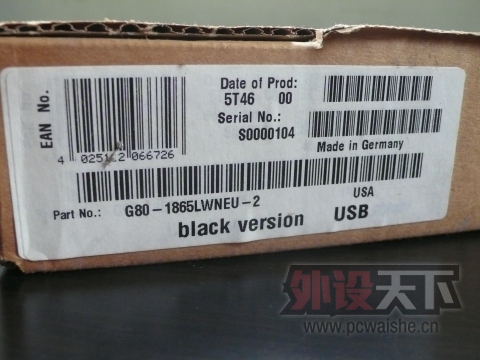 EAN No.
4 025112 066726
Date of Prod:
5T46 00
Serial No.:
S0000104
Made in Germany
Part No.: G80-1865LWNEU-2
USA
black version USB
外设天下
www.pcwaishe.cn